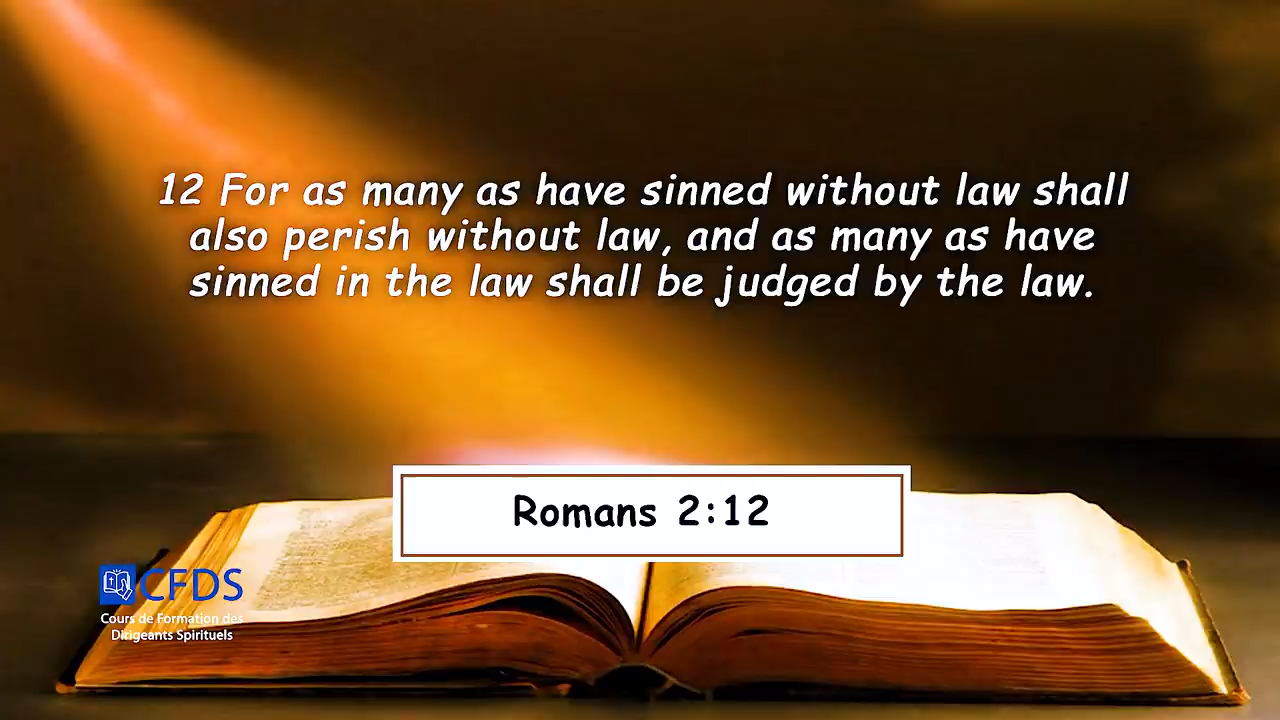 12 For as many as have sinned without law shall
also perish without law, and as many as have
sinned in the law shall be judged by the law.
Romans 2:12
CFDS
Cours de Formation des
Dirigeants Spirituels